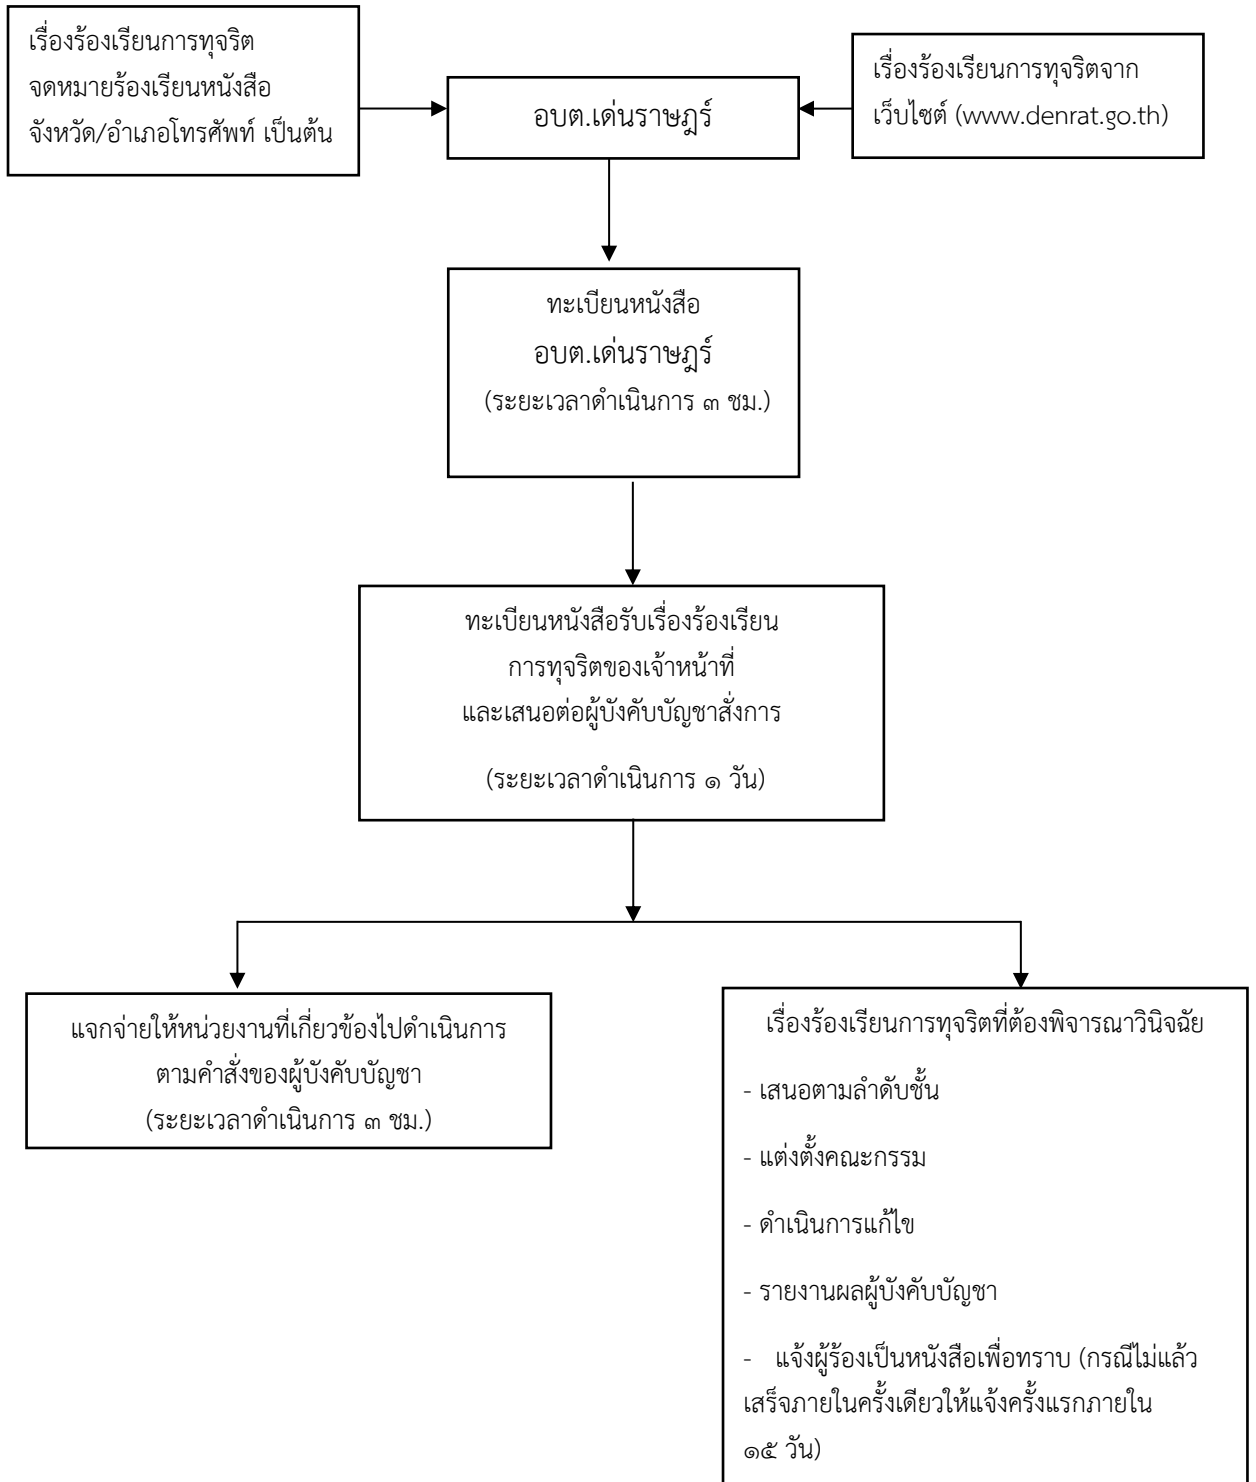 เรื่องร้องเรียนการทุจริต
จดหมายร้องเรียนหนังสือ
จังหวัด/อำเภอโทรศัพท์ เป็นต้น
อบต.เด่นราษฎร์
เรื่องร้องเรียนการทุจริตจาก
เว็บไซต์ (www.denrat.go.th)
ทะเบียนหนังสือ
อบต.เด่นราษฎร์
(ระยะเวลาดำเนินการ ๓ ชม.)
ทะเบียนหนังสือรับเรื่องร้องเรียน
การทุจริตของเจ้าหน้าที่
และเสนอต่อผู้บังคับบัญชาสั่งการ
(ระยะเวลาดำเนินการ ๑ วัน)
แจกจ่ายให้หน่วยงานที่เกี่ยวข้องไปดำเนินการ
ตามคำสั่งของผู้บังคับบัญชา
(ระยะเวลาดำเนินการ ๓ ชม.)
เรื่องร้องเรียนการทุจริตที่ต้องพิจารณาวินิจฉัย
- เสนอตามลำดับชั้น
- แต่งตั้งคณะกรรม
- ดำเนินการแก้ไข
- รายงานผลผู้บังคับบัญชา
- แจ้งผู้ร้องเป็นหนังสือเพื่อทราบ (กรณีไม่แล้ว
เสร็จภายในครั้งเดียวให้แจ้งครั้งแรกภายใน
๑๕ วัน)